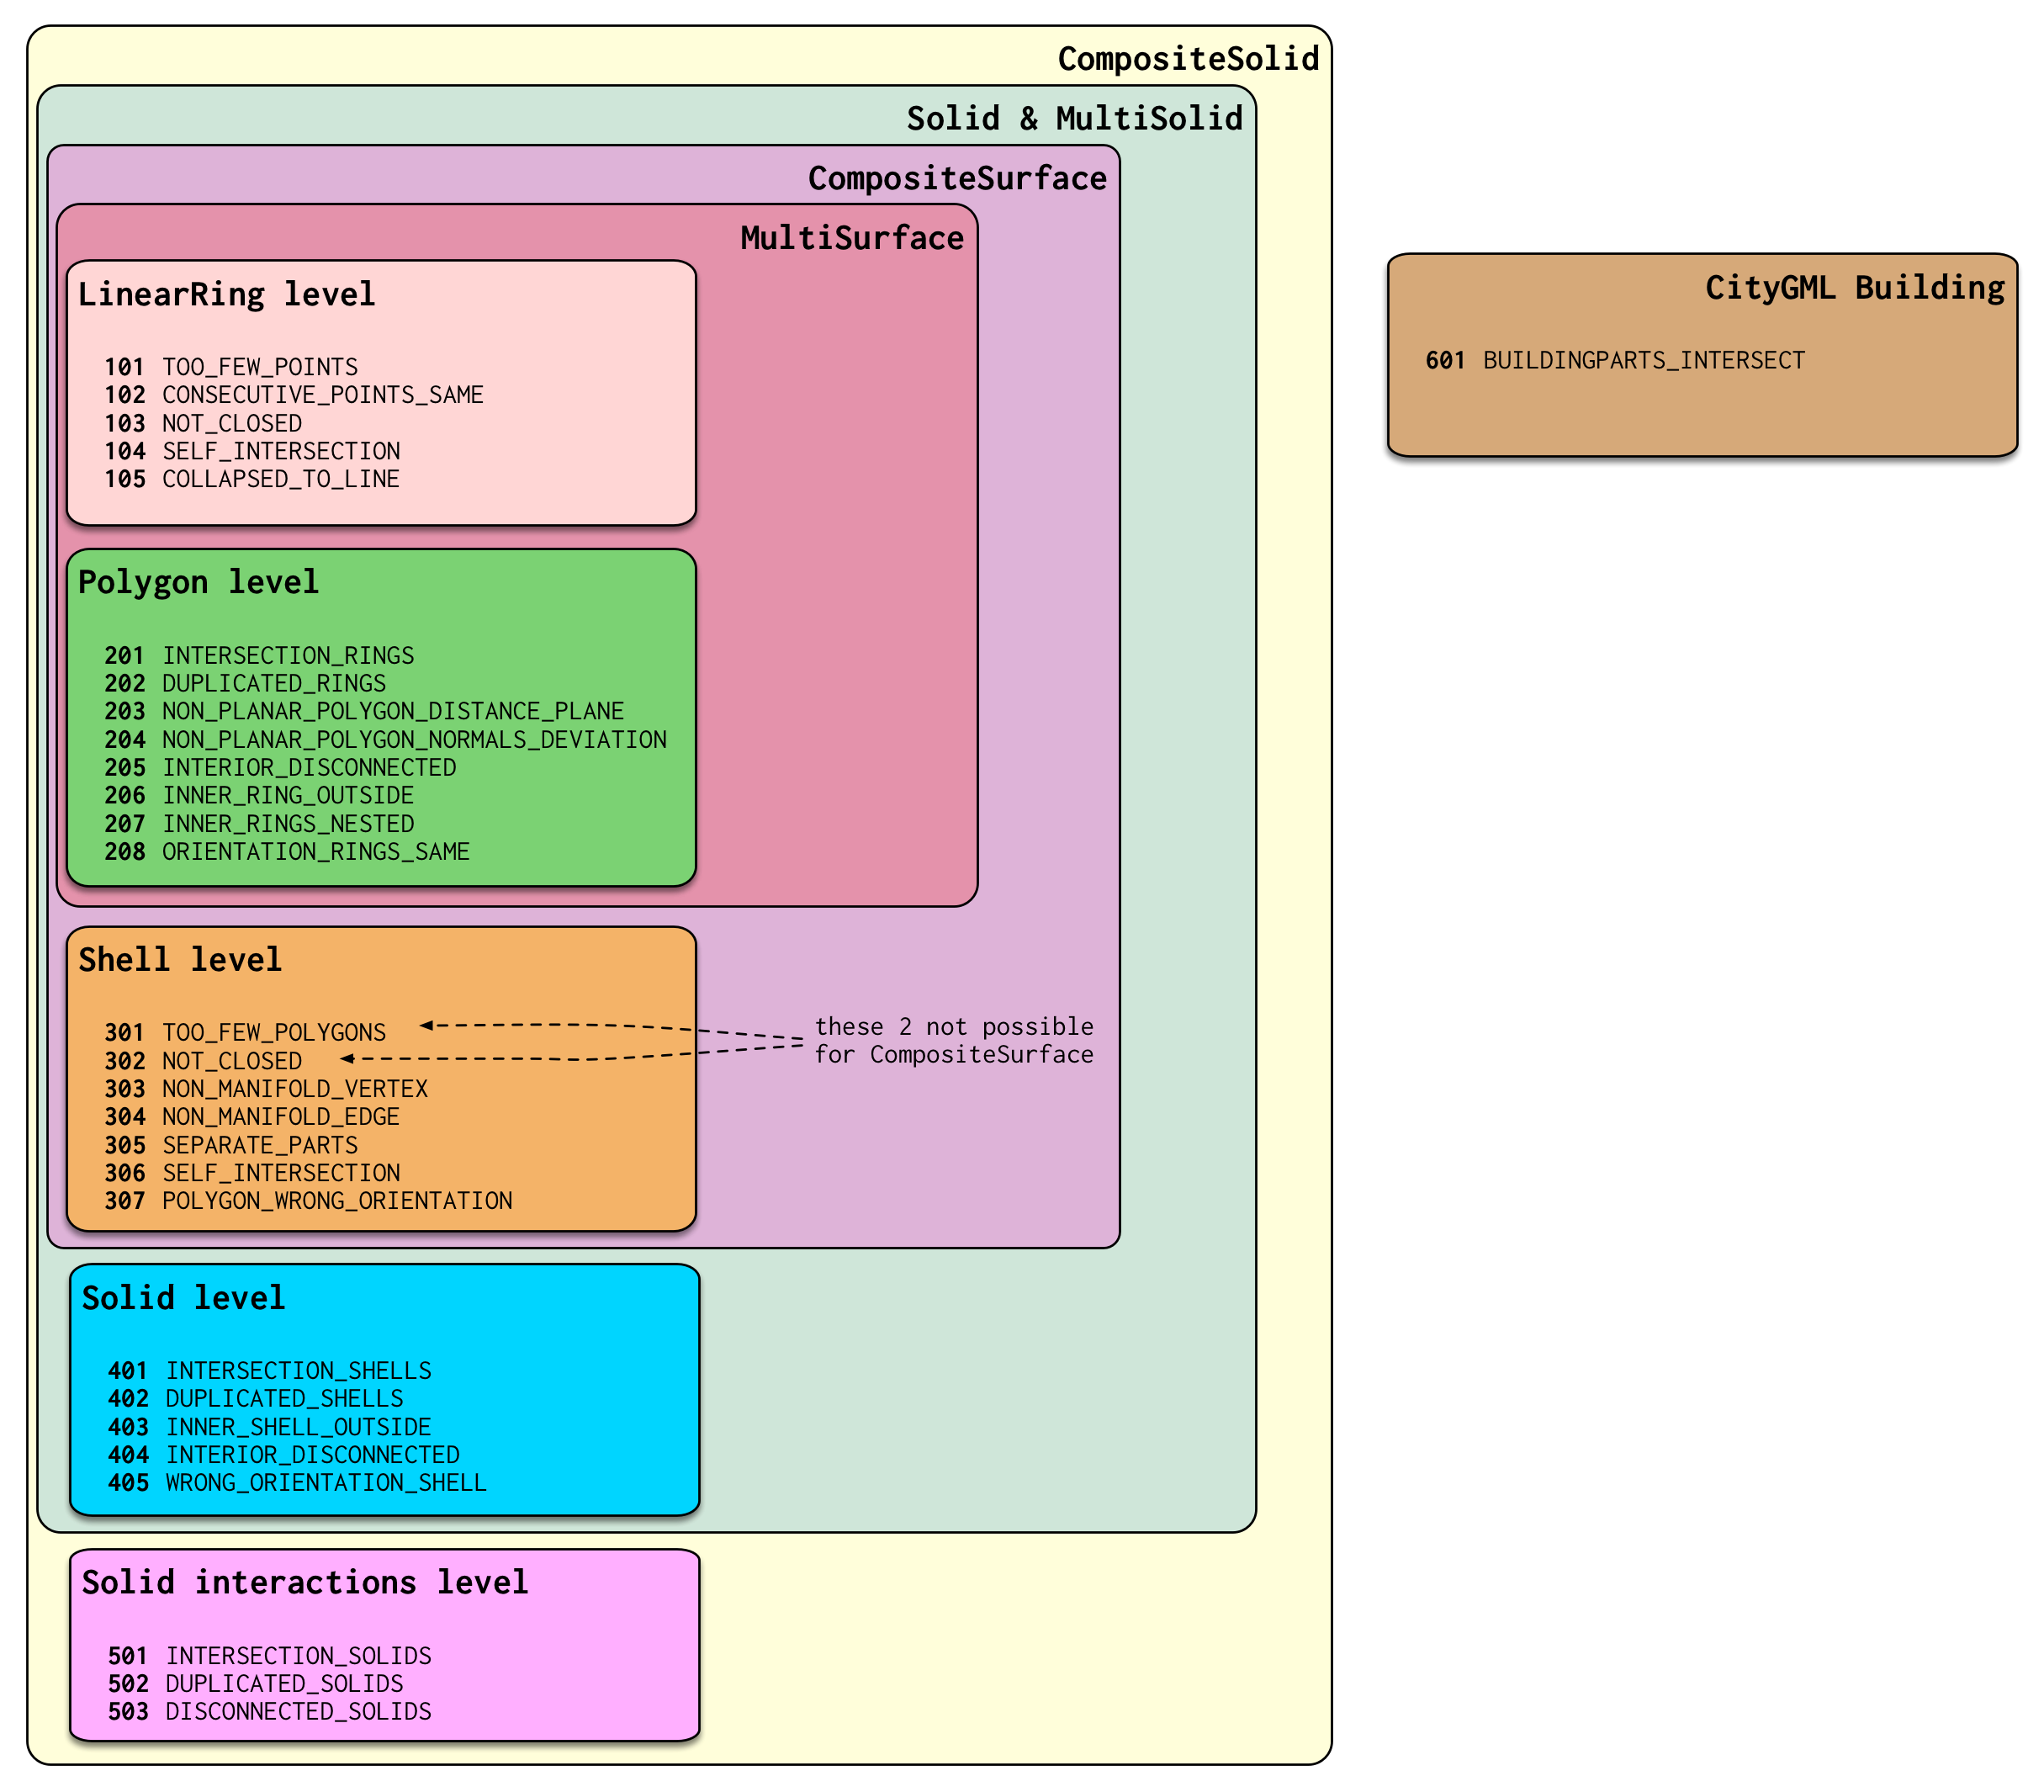 CompositeSolid
Solid & MultiSolid
CompositeSurface
MultiSurface
LinearRing level
101 TOO_FEW_POINTS
102 CONSECUTIVE_POINTS_SAME
103 NOT_CLOSED
104 SELF_INTERSECTION
105 COLLAPSED_TO_LINE
Polygon level
201 INTERSECTION_RINGS
202 DUPLICATED_RINGS
203 NON_PLANAR_POLYGON_DISTANCE_PLANE
204 NON_PLANAR_POLYGON_NORMALS_DEVIATION
205 INTERIOR_DISCONNECTED
206 INNER_RING_OUTSIDE
207 INNER_RINGS_NESTED
208 ORIENTATION_RINGS_SAME
Shell level
301 TOO_FEW_POLYGONS
302 NOT_CLOSED
303 NON_MANIFOLD_VERTEX
304 NON_MANIFOLD_EDGE
305 SEPARATE_PARTS
306 SELF_INTERSECTION
307 POLYGON_WRONG_ORIENTATION
these 2 not possible
for CompositeSurface
Solid level
401 INTERSECTION_SHELLS
402 DUPLICATED_SHELLS
403 INNER_SHELL_OUTSIDE
404 INTERIOR_DISCONNECTED
405 WRONG_ORIENTATION_SHELL
Solid interactions level
501 INTERSECTION_SOLIDS
502 DUPLICATED_SOLIDS
503 DISCONNECTED_SOLIDS
CityGML Building
601 BUILDINGPARTS_INTERSECT